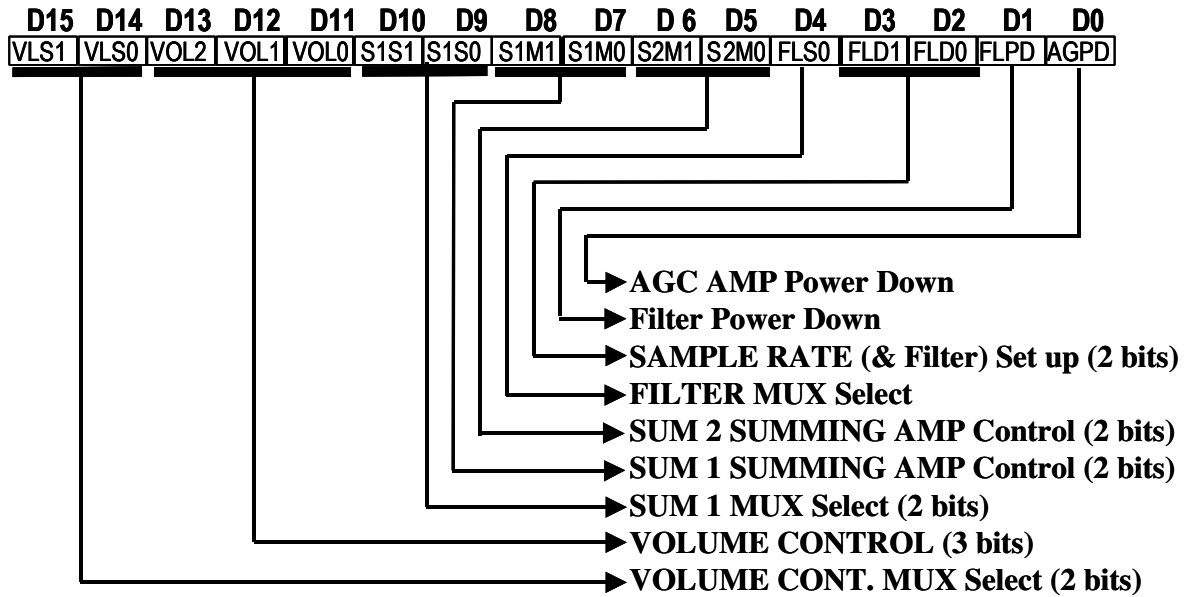 D15 D14 D13 D12 D11 D10 D9 D8 D7 D 6 D5 D4 D3 D2 D1 D0
VLS1 VLS0 VOL2 VOL1 VOL0 S1S1 S1S0 S1M1 S1M0 S2M1 S2M0 FLS0 FLD1 FLD0 FLPD AGPD
AGC AMP Power Down
Filter Power Down
SAMPLE RATE (& Filter) Set up (2 bits)
FILTER MUX Select
SUM 2 SUMMING AMP Control (2 bits)
SUM 1 SUMMING AMP Control (2 bits)
SUM 1 MUX Select (2 bits)
VOLUME CONTROL (3 bits)
VOLUME CONT. MUX Select (2 bits)